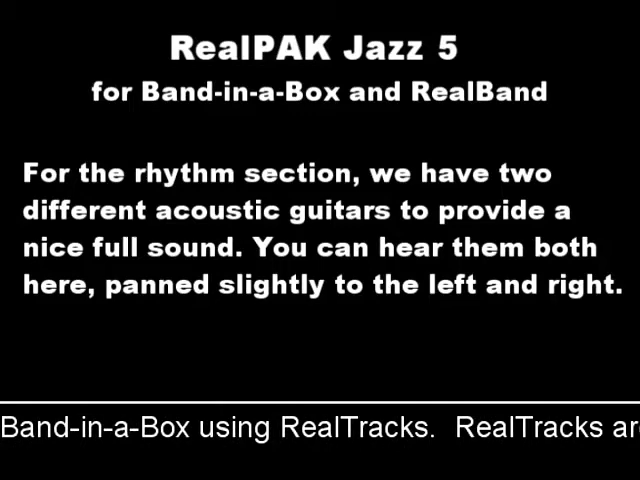 RealPAK Jazz 5
for Band-in-a-Box and RealBand
For the rhythm section, we have two
different acoustic guitars to provide a
nice full sound. You can hear them both
here, panned slightly to the left and right.
Band-in-a-Box using RealTracks. RealTracks ar